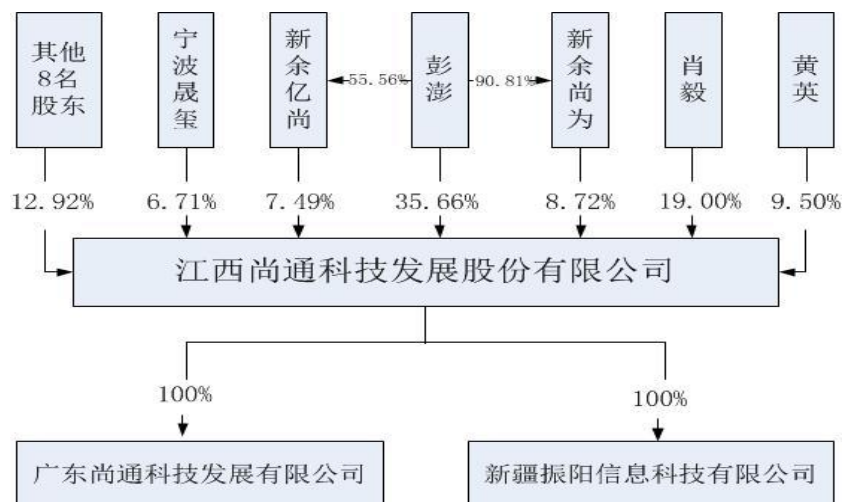 其他
8名
股东
宁波晟玺
新余亿尚
彭澎
新余尚为
肖毅
黄英
55.56%
90.81%
12.92%
6.71%
7.49%
35.66%
8.72%
19.00%
9.50%
江西尚通科技发展股份有限公司
100%
100%
广东尚通科技发展有限公司
新疆振阳信息科技有限公司